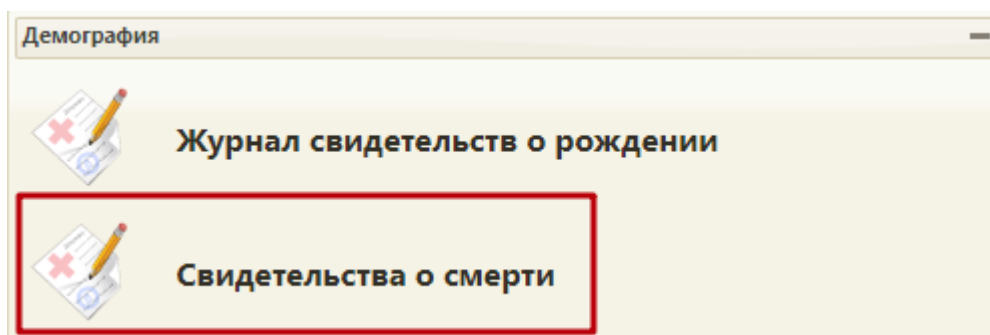 Демография
Журнал свидетельств о рождении
Свидетельства о смерти